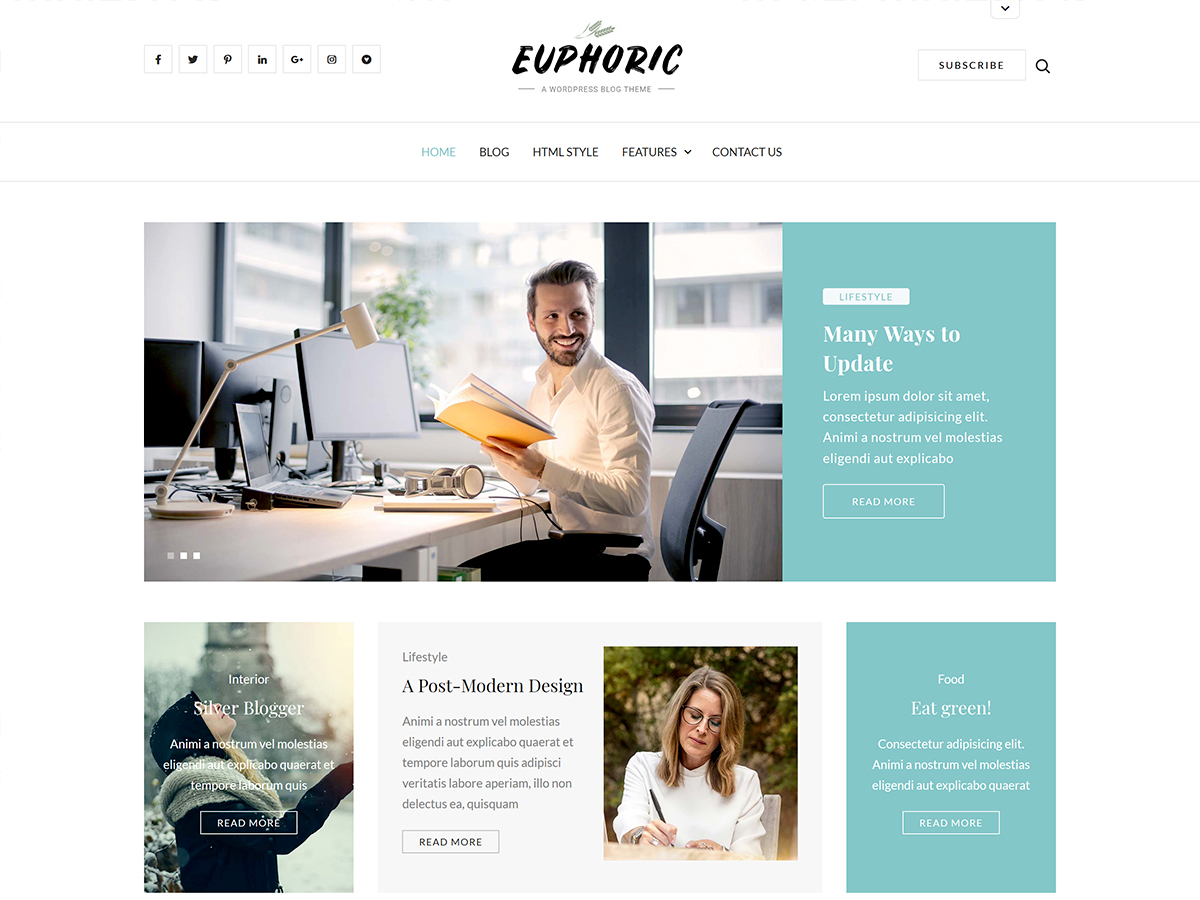 EUPHORIC
A WORDPRESS BLOG THEME
SUBSCRIBE
HOME BLOG HTML STYLE FEATURES CONTACT US
LIFESTYLE
Many Ways to
Update
Lorem ipsum dolor sit amet,
consectetur adipisicing elit.
Animi a nostrum vel molestias
eligendi aut explicabo
READ MORE
Interior
Silver Blogger
Animi a nostrum vel molestias
eligendi aut explicabo quaerat et
tempore laborum quis
READ MORE
Lifestyle
A Post-Modern Design
Animi a nostrum vel molestias
eligendi aut explicabo quaerat et
tempore laborum quis adipisci
veritatis labore aperiam, illo non
delectus ea, quisquam
READ MORE
Food
Eat green!
Consectetur adipisicing elit.
Animi a nostrum vel molestias
eligendi aut explicabo quaerat
READ MORE